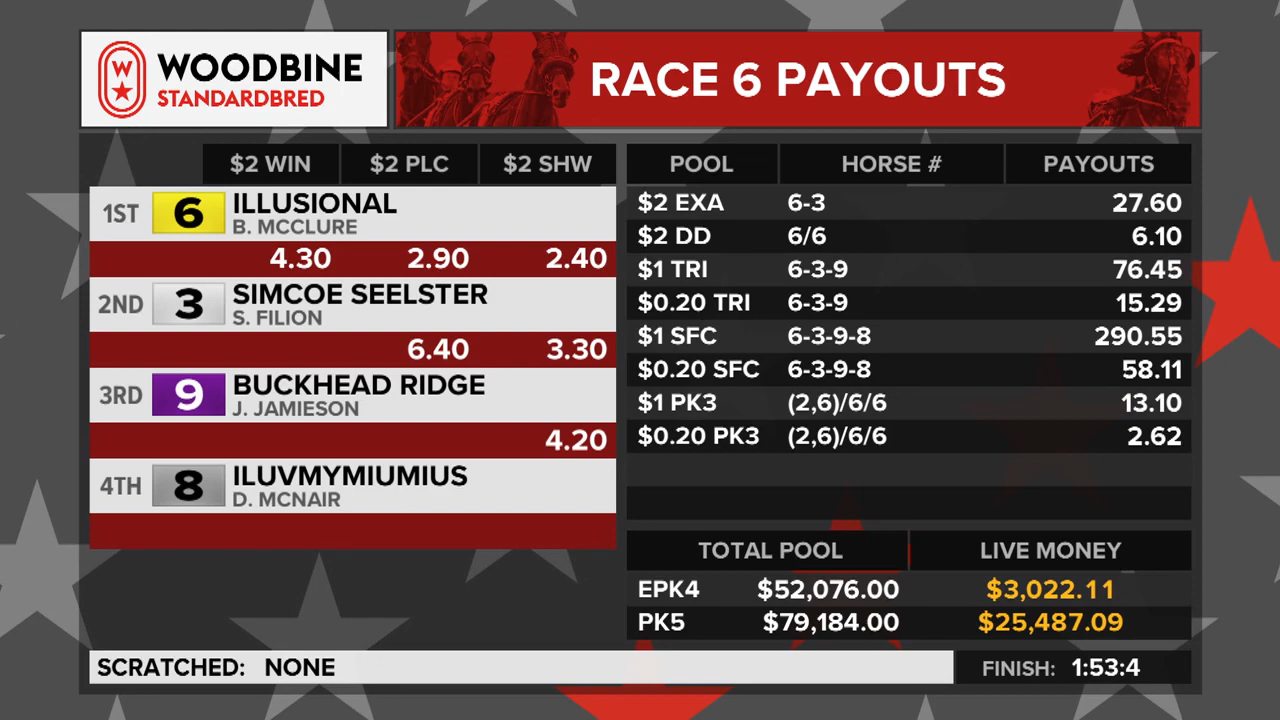 WOODBINE
STANDARDBRED
RACE 6 PAYOUTS
$2 WIN $2 PLC $2 SHW
1ST 6 ILLUSIONAL
B. MCCLURE
4.30 2.90 2.40
2ND 3 SIMCOE SEELSTER
S. FILION
6.40 3.30
3RD 9 BUCKHEAD RIDGE
J. JAMIESON
4.20
4TH 8 ILUVMYMIUMIUS
D. MCNAIR
POOL HORSE # PAYOUTS
$2 EXA 6-3 27.60
$2 DD 6/6 6.10
$1 TRI 6-3-9 76.45
$0.20 TRI 6-3-9 15.29
$1 SFC 6-3-9-8 290.55
$0.20 SFC 6-3-9-8 58.11
$1 PK3 (2,6)/6/6 13.10
$0.20 PK3 (2,6)/6/6 2.62
TOTAL POOL LIVE MONEY
EPK4 $52,076.00 $3,022.11
PK5 $79,184.00 $25,487.09
SCRATCHED: NONE
FINISH: 1:53:4